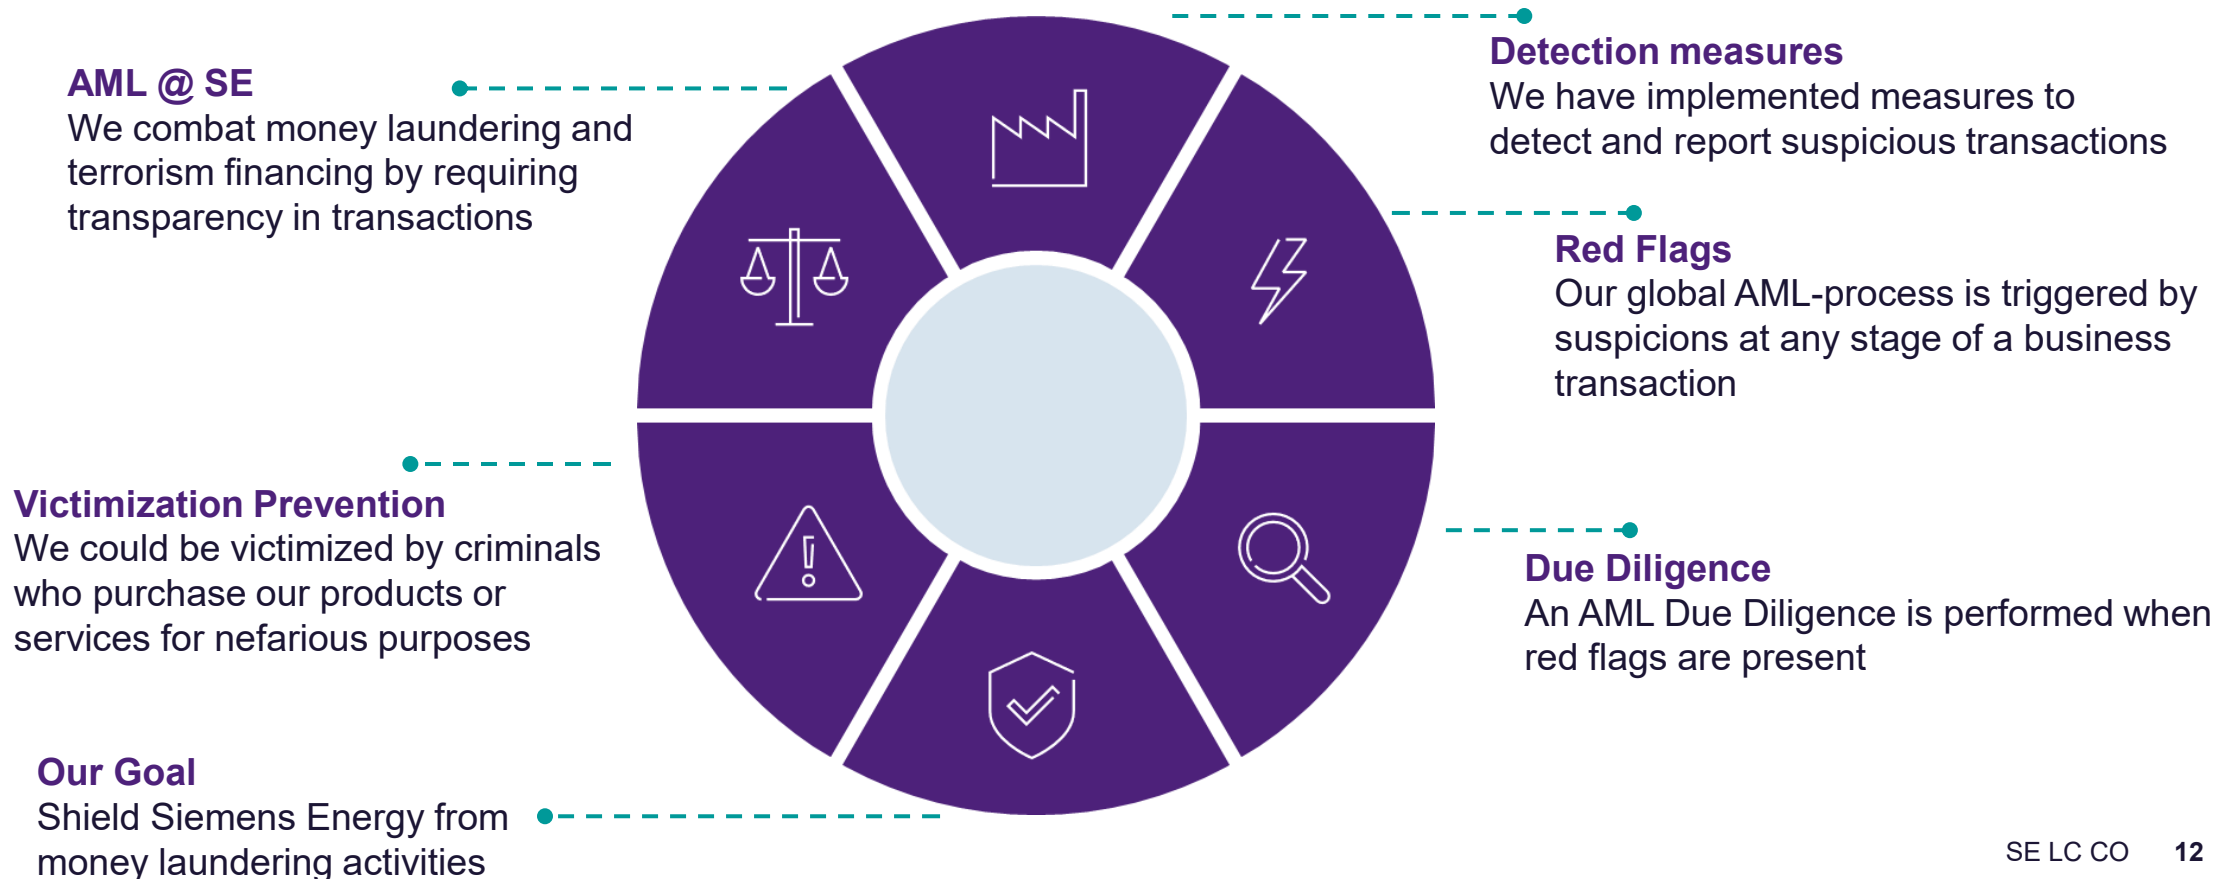 AML @ SE
We combat money laundering and
terrorism financing by requiring
transparency in transactions
Detection measures
We have implemented measures to
detect and report suspicious transactions
Red Flags
Our global AML-process is triggered by
suspicions at any stage of a business
transaction
Victimization Prevention
We could be victimized by criminals
who purchase our products or
services for nefarious purposes
Due Diligence
An AML Due Diligence is performed when
red flags are present
Our Goal
Shield Siemens Energy from
money laundering activities
SE LC CO 12